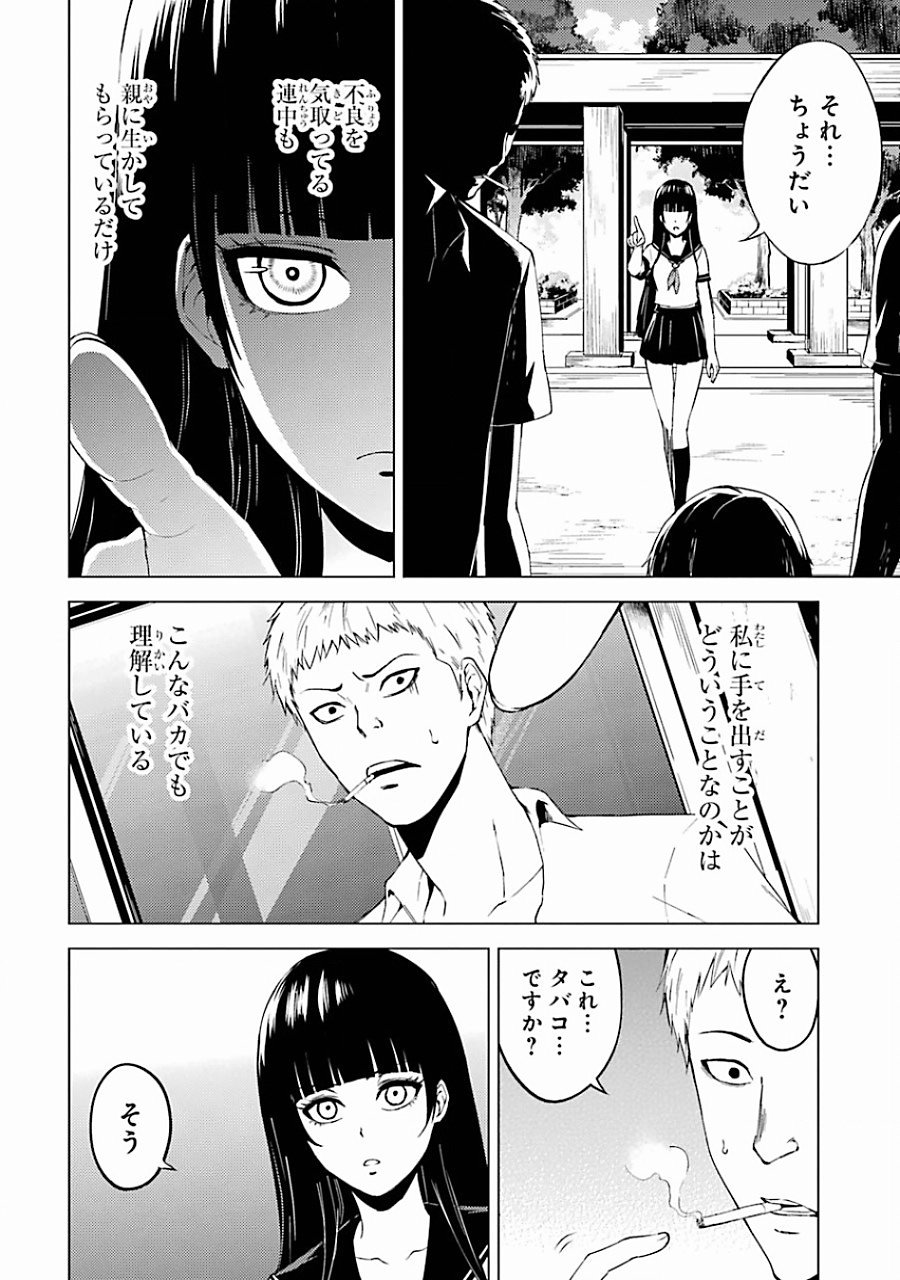 それ…
ちょうだい
不良を
気取ってる
連中も
親に生かして
もらっているだけ
私に手を出すことが
どういうことなのかは
こんなバカでも
理解している
え？
これ…
タバコ…
ですか？
そう